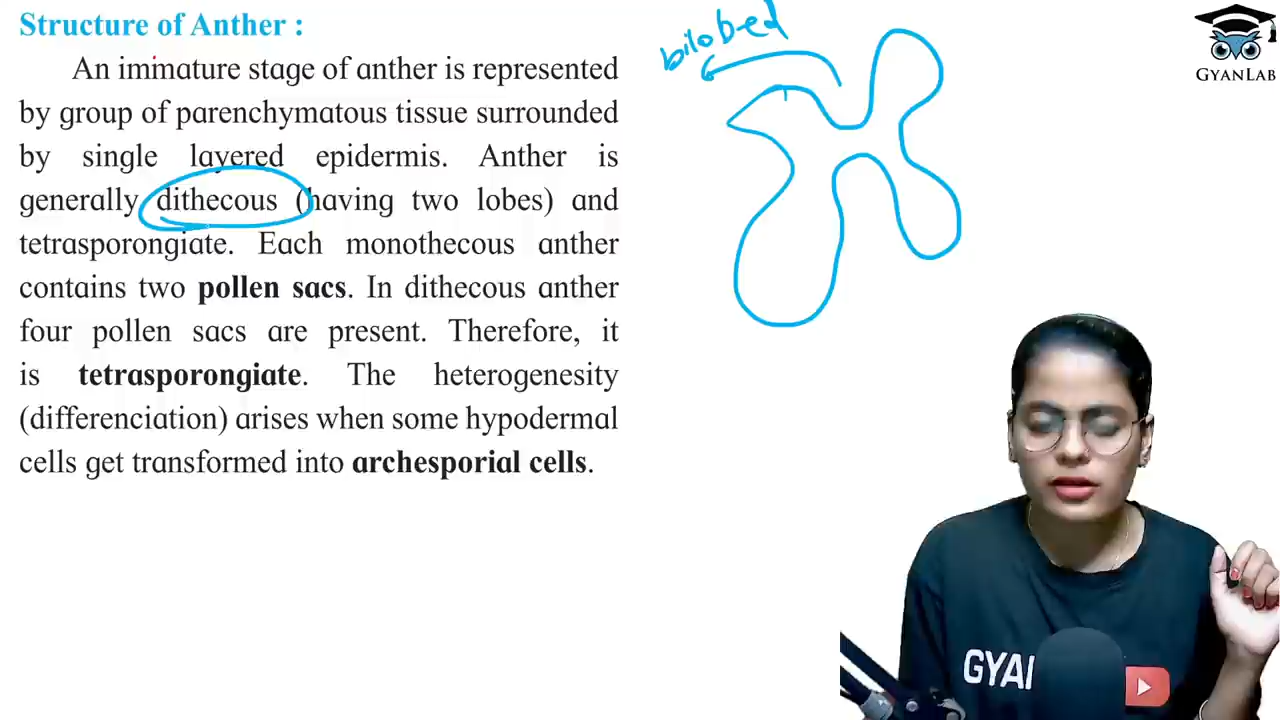 Structure of Anther :
An immature stage of anther is represented
by group of parenchymatous tissue surrounded
by single layered epidermis. Anther is
generally dithecous (having two lobes) and
tetrasporongiate. Each monothecous anther
contains two pollen sacs. In dithecous anther
four pollen sacs are present. Therefore, it
is tetrasporongiate. The heterogenesity
(differenciation) arises when some hypodermal
cells get transformed into archesporial cells.
bilobed
GYANLAB
GYAN